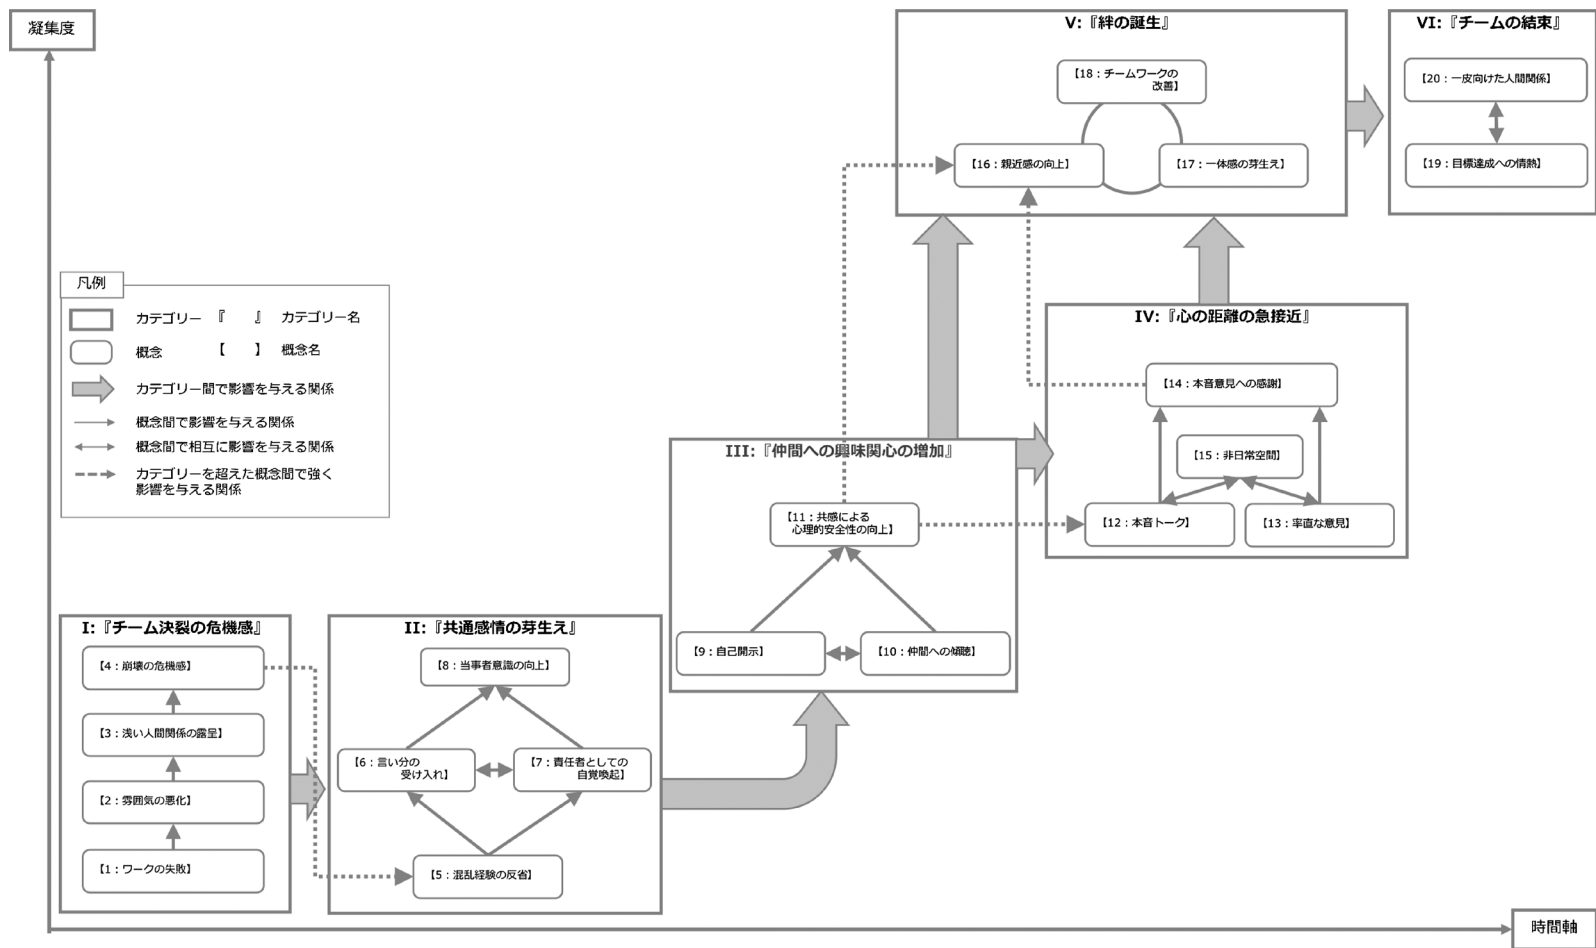 凝集度
V:『絆の誕生』
【18：チームワークの
改善】
【16：親近感の向上】
【17：一体感の芽生え】
VI:『チームの結束』
【20：一皮向けた人間関係】
【19：目標達成への情熱】
凡例
カテゴリー 『　　』 カテゴリー名
概念 【　　】 概念名
カテゴリー間で影響を与える関係
概念間で影響を与える関係
概念間で相互に影響を与える関係
カテゴリーを超えた概念間で強く
影響を与える関係
IV:『心の距離の急接近』
【14：本音意見への感謝】
【15：非日常空間】
【12：本音トーク】
【13：率直な意見】
III:『仲間への興味関心の増加』
【11：共感による
心理的安全性の向上】
【9：自己開示】
【10：仲間への傾聴】
I:『チーム決裂の危機感』
【4：崩壊の危機感】
【3：浅い人間関係の露呈】
【2：雰囲気の悪化】
【1：ワークの失敗】
II:『共通感情の芽生え』
【8：当事者意識の向上】
【6：言い分の
受け入れ】
【7：責任者としての
自覚喚起】
【5：混乱経験の反省】
時間軸